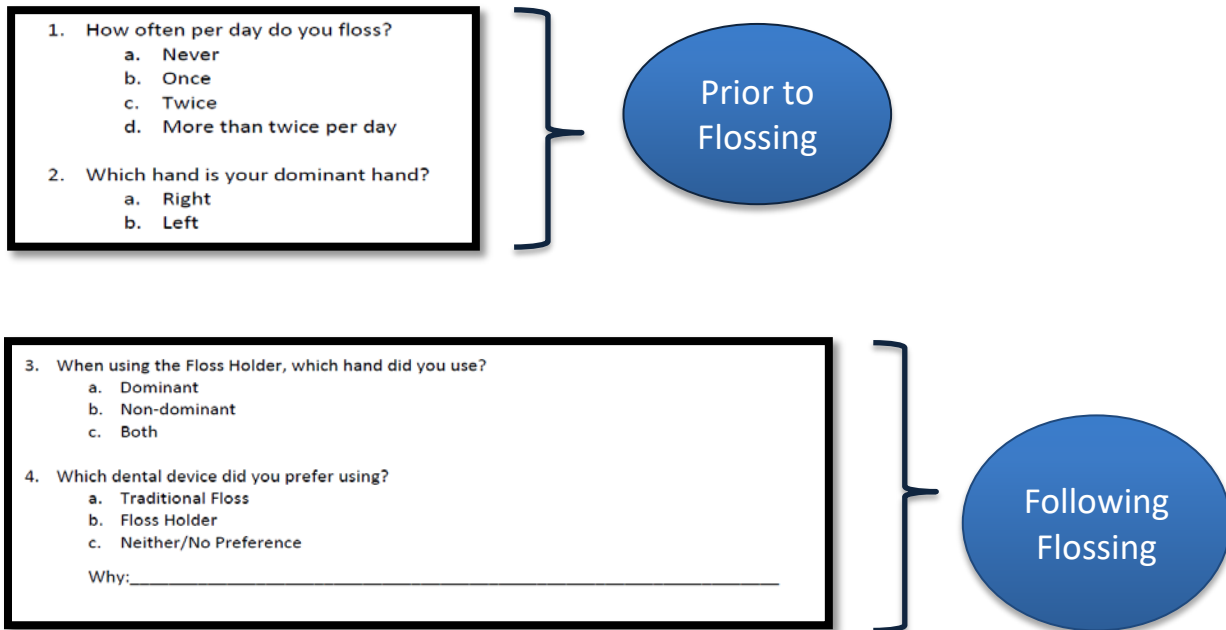 1. How often per day do you floss?
a. Never
b. Once
c. Twice
d. More than twice per day
2. Which hand is your dominant hand?
a. Right
b. Left
Prior to
Flossing
3. When using the Floss Holder, which hand did you use?
a. Dominant
b. Non-dominant
c. Both
4. Which dental device did you prefer using?
a. Traditional Floss
b. Floss Holder
c. Neither/No Preference
Why:
Following
Flossing